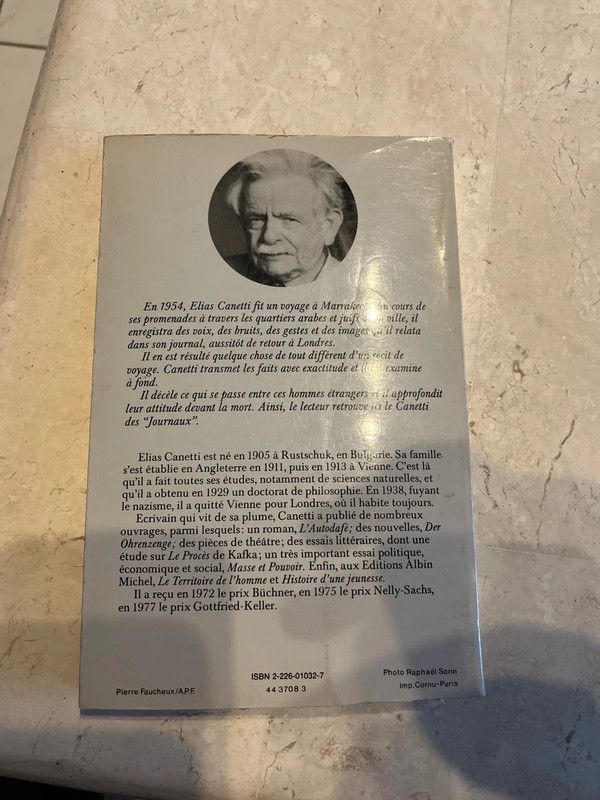 En 1954, Elias Canetti fit un voyage à Marrakech. cours de
ses promenades à travers les quartiers arabes et juifs ville, il
enregistra des voix, des bruits, des gestes et des images qu'il relata
dans son journal, aussitôt de retour à Londres.
Il en est résulté quelque chose de tout différent d'un récit de
voyage. Canetti transmet les faits avec exactitude et examine
à fond.
Il décèle ce qui se passe entre ces hommes étrangers il approfondit
leur attitude devant la mort. Ainsi, le lecteur retrouve ici le Canetti
des "Journaux".
Elias Canetti est né en 1905 à Rustschuk, en Bulgarie. Sa famille
s'est établie en Angleterre en 1911, puis en 1913 à Vienne. C'est là
qu'il a fait toutes ses études, notamment de sciences naturelles, et
qu'il a obtenu en 1929 un doctorat de philosophie. En 1938, fuyant
le nazisme, il a quitté Vienne pour Londres, où il habite toujours.
Ecrivain qui vit de sa plume, Canetti a publié de nombreux
ouvrages, parmi lesquels: un roman, L'Autodafé; des nouvelles, Der
Ohrenzenge; des pièces de théâtre; des essais littéraires, dont une
étude sur Le Procès de Kafka; un très important essai politique,
économique et social, Masse et Pouvoir. Enfin, aux Editions Albin
Michel, Le Territoire de l'homme et Histoire d'une jeunesse.
Il a reçu en 1972 le prix Büchner, en 1975 le prix Nelly-Sachs,
en 1977 le prix Gottfried-Keller.
Pierre Faucheux/A.P.F.
ISBN 2-226-01032-7
44 3708 3
Photo Raphaël Sorin
Imp.Cornu-Paris